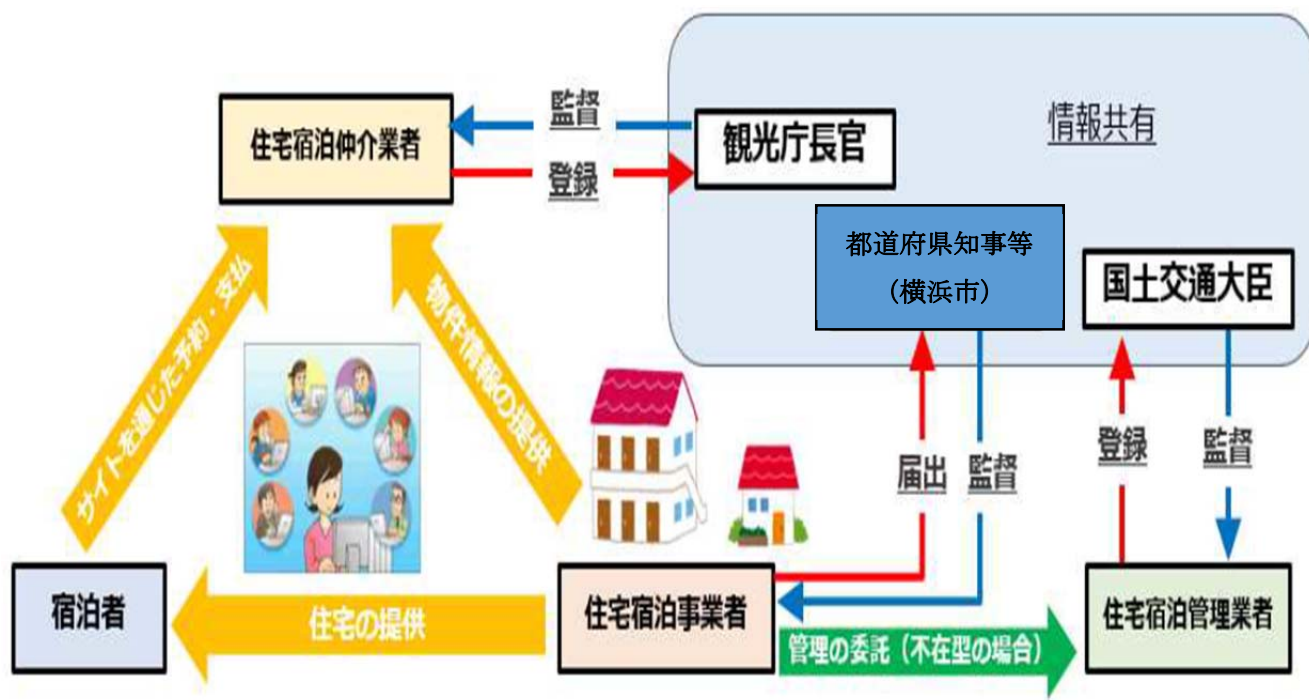 監督
情報共有
観光庁長官
住宅宿泊仲介業者
登録
都道府県知事等
（横浜市）
国土交通大臣
サイトを通じた予約・支払
物件情報の提供
届出
監督
登録
監督
宿泊者
住宅の提供
住宅宿泊事業者
住宅宿泊管理業者
管理の委託（不在型の場合）